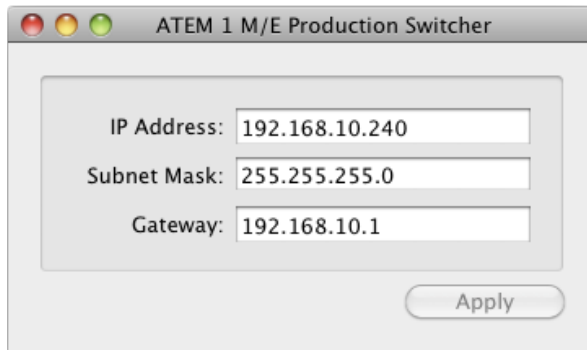 ATEM 1 M/E Production Switcher
IP Address: 192.168.10.240
Subnet Mask: 255.255.255.0
Gateway: 192.168.10.1
Apply